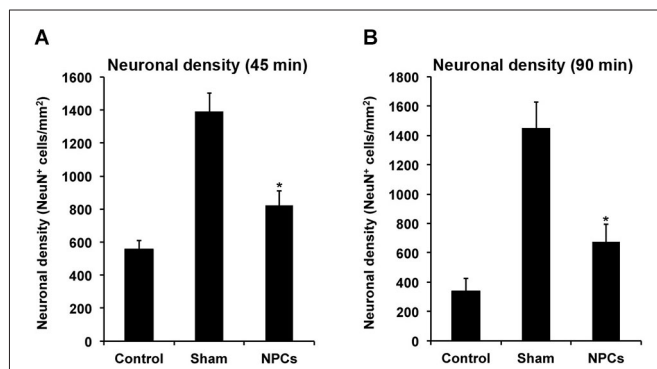 A
Neuronal density (45 min)
Neuronal density (NeuN⁺ cells/mm²)
1600
1400
1200
1000
800
600
400
200
0
*
Control Sham NPCs
B
Neuronal density (90 min)
Neuronal density (NeuN⁺ cells/mm²)
1800
1600
1400
1200
1000
800
600
400
200
0
*
Control Sham NPCs